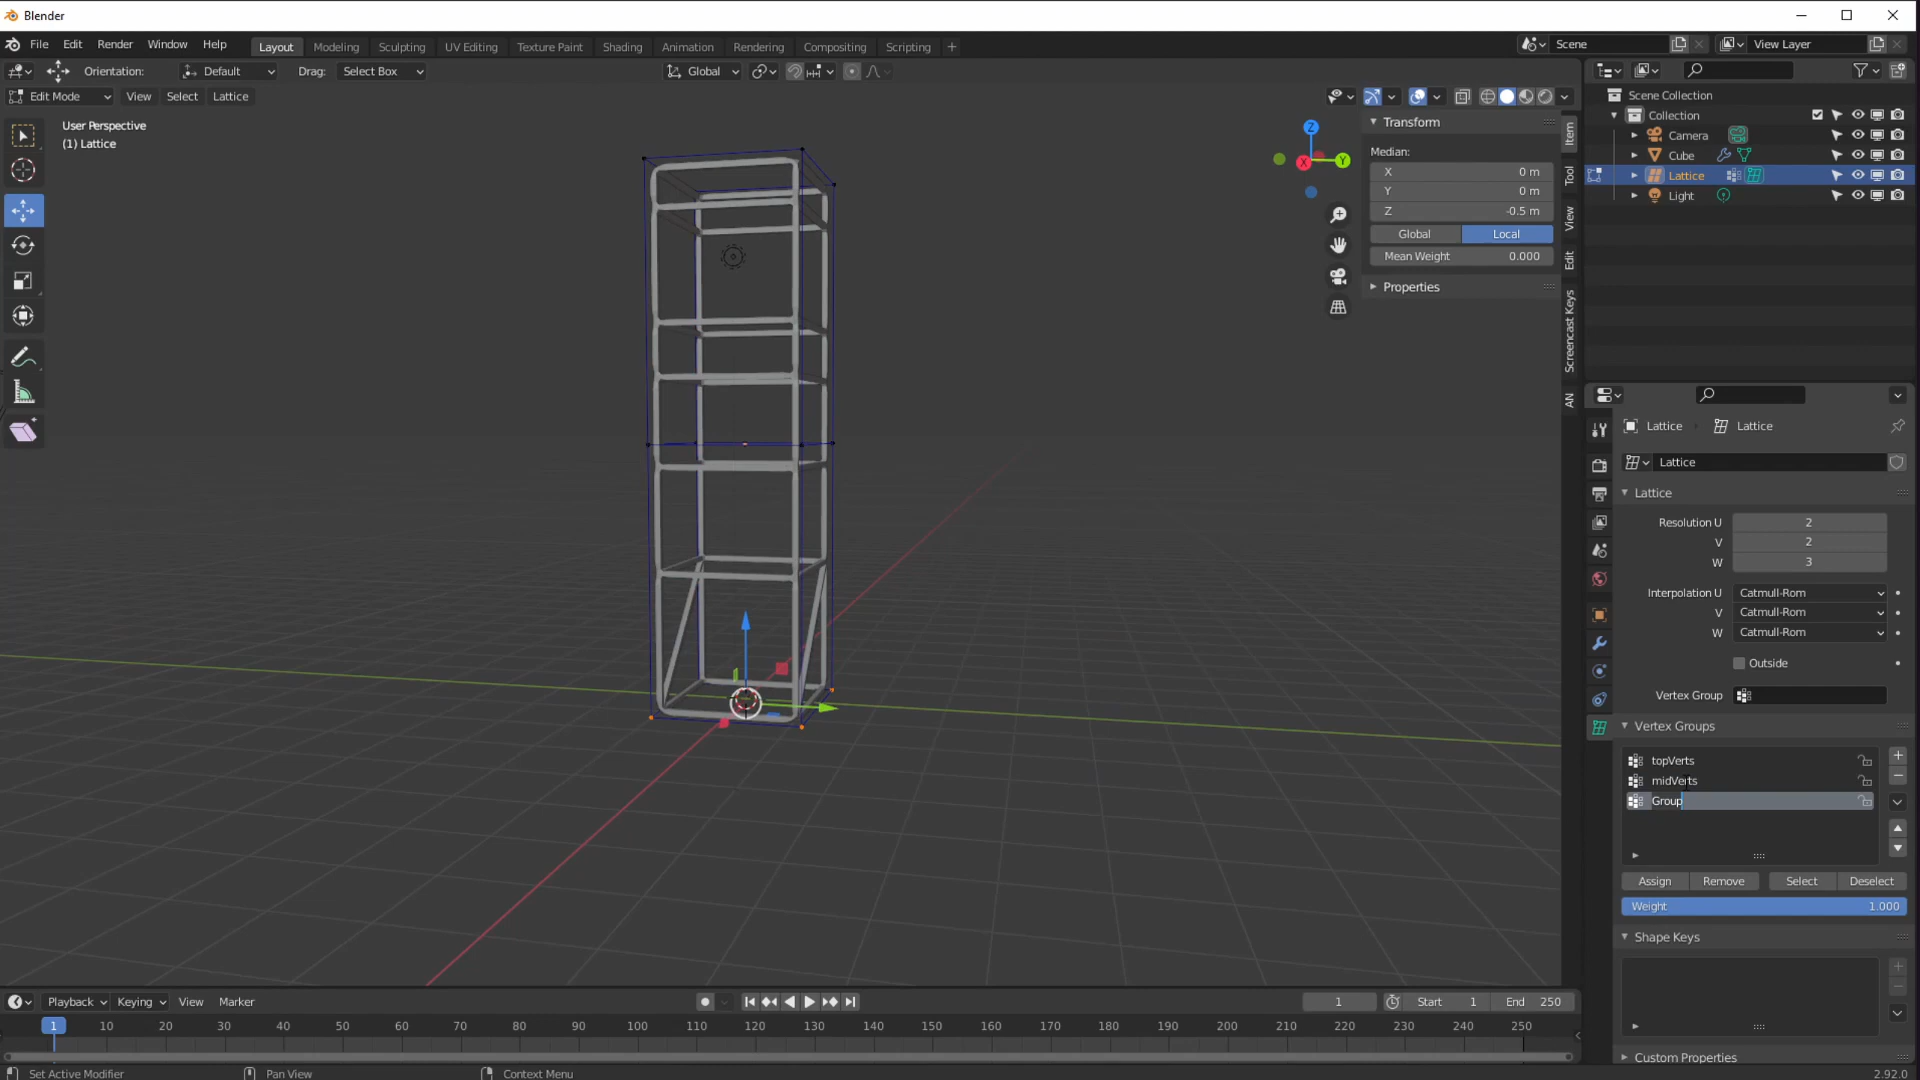 Blender
File Edit Render Window Help
Layout Modeling Sculpting UV Editing Texture Paint Shading Animation Rendering Compositing Scripting +
Scene
View Layer
Orientation: Default Drag: Select Box
Global
Edit Mode View Select Lattice
User Perspective
(1) Lattice
Z
X
Y
Transform
Median:
X 0 m
Y 0 m
Z -0.5 m
Global Local
Mean Weight 0.000
Properties
Item
Tool
View
Edit
Screencast Keys
AN
Scene Collection
Collection
Camera
Cube
Lattice
Light
Lattice Lattice
Lattice
Lattice
Resolution U 2
V 2
W 3
Interpolation U Catmull-Rom
V Catmull-Rom
W Catmull-Rom
Outside
Vertex Group
Vertex Groups
topVerts
midVerts
Group
Assign Remove Select Deselect
Weight 1.000
Shape Keys
Custom Properties
Playback Keying View Marker
1 Start 1 End 250
1 10 20 30 40 50 60 70 80 90 100 110 120 130 140 150 160 170 180 190 200 210 220 230 240 250
Set Active Modifier Pan View Context Menu 2.92.0